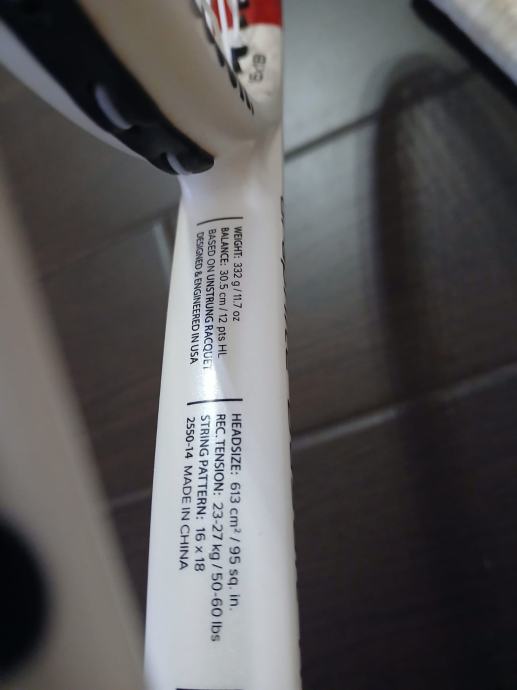 WEIGHT: 332 g / 11.7 oz
BALANCE: 30.5 cm / 12 pts HL
BASED ON UNSTRUNG RACQUET
DESIGNED & ENGINEERED IN USA
HEADSIZE: 613 cm² / 95 sq. in.
REC. TENSION: 23-27 kg / 50-60 lbs
STRING PATTERN: 16 x 18
2550-14 MADE IN CHINA